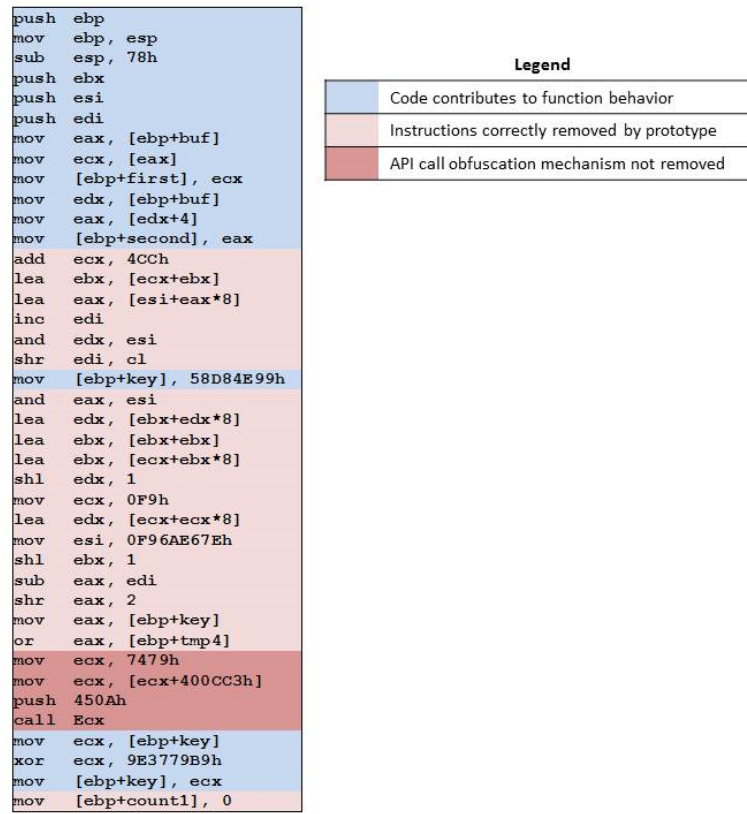 push ebp
mov ebp, esp
sub esp, 78h
push ebx
push esi
push edi
mov eax, [ebp+buf]
mov ecx, [eax]
mov [ebp+first], ecx
mov edx, [ebp+buf]
mov eax, [edx+4]
mov [ebp+second], eax
add ecx, 4CCh
lea ebx, [ecx+ebx]
lea eax, [esi+eax*8]
inc edi
and edx, esi
shr edi, cl
mov [ebp+key], 58D84E99h
and eax, esi
lea edx, [ebx+edx*8]
lea ebx, [ebx+ebx]
lea ebx, [ecx+ebx*8]
shl edx, 1
mov ecx, 0F9h
lea edx, [ecx+ecx*8]
mov esi, 0F96AE67Eh
shl ebx, 1
sub eax, edi
shr eax, 2
mov eax, [ebp+key]
or eax, [ebp+tmp4]
mov ecx, 7479h
mov ecx, [ecx+400CC3h]
push 450Ah
call Ecx
mov ecx, [ebp+key]
xor ecx, 9E3779B9h
mov [ebp+key], ecx
mov [ebp+count1], 0
Legend
Code contributes to function behavior
Instructions correctly removed by prototype
API call obfuscation mechanism not removed